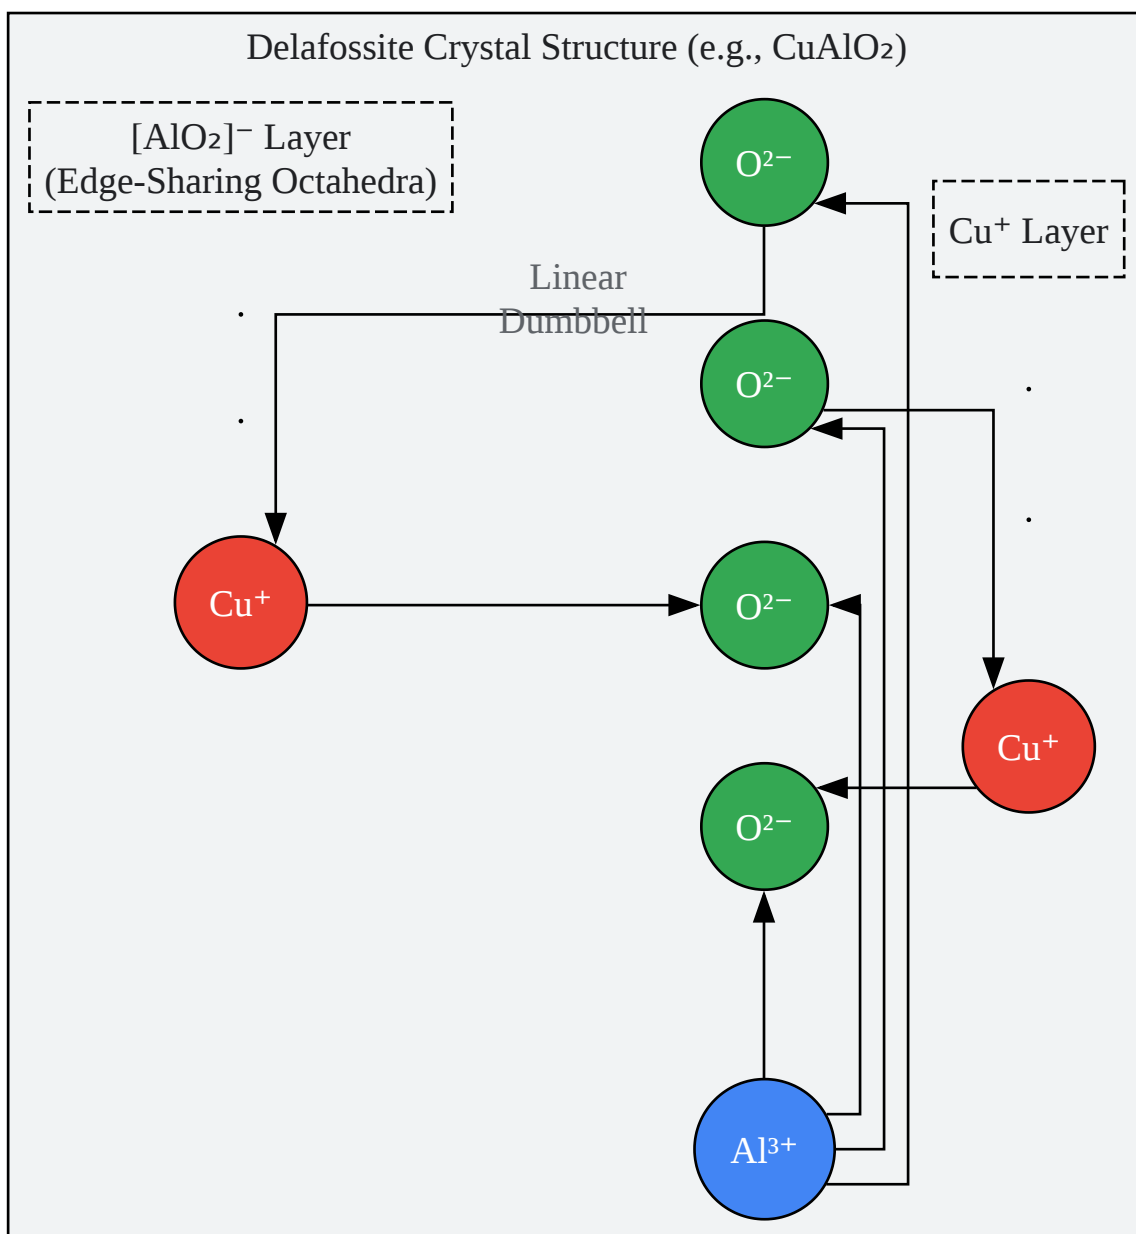 Delafossite Crystal Structure (e.g., CuAlO₂)
[AlO₂]⁻ Layer
(Edge-Sharing Octahedra)
O²⁻
Cu⁺ Layer
Linear
Dumbbell
O²⁻
Cu⁺
O²⁻
Cu⁺
O²⁻
Al³⁺